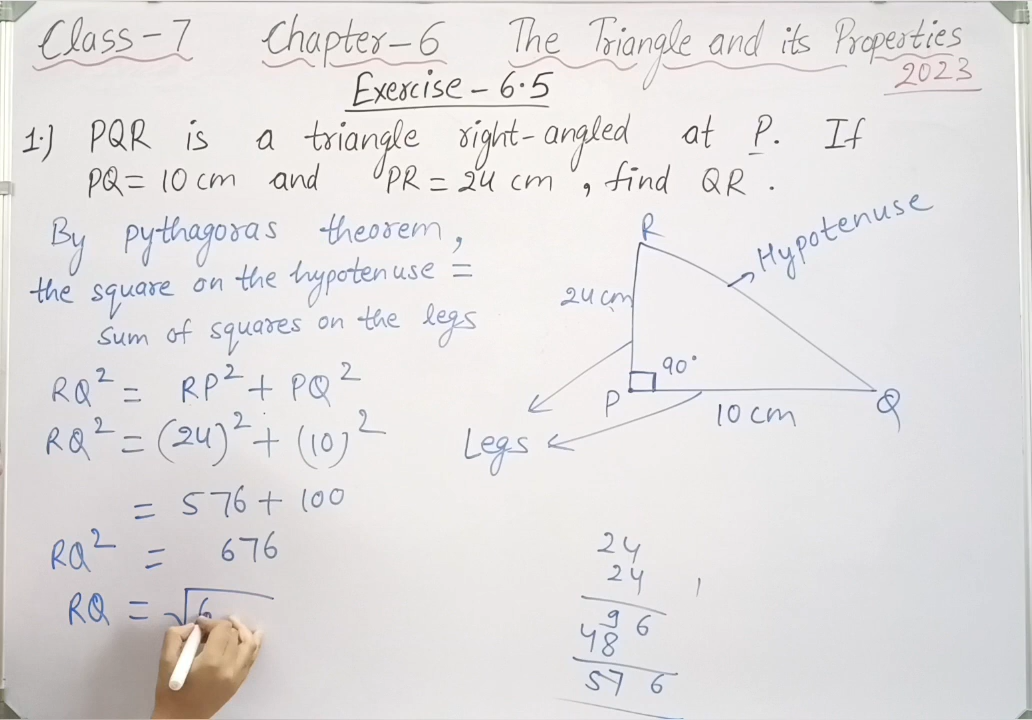 Class-7 Chapter-6 The Triangle and its Properties
2023
Exercise - 6.5
1.) PQR is a triangle right-angled at P. If
PQ = 10 cm and PR = 24 cm, find QR.
By pythagoras theorem,
the square on the hypotenuse =
sum of squares on the legs
RQ² = RP² + PQ²
RQ² = (24)² + (10)²
= 576 + 100
RQ² = 676
RQ = √6
R
Hypotenuse
24 cm
90°
P
10 cm
Q
Legs
24
24
96
48
576